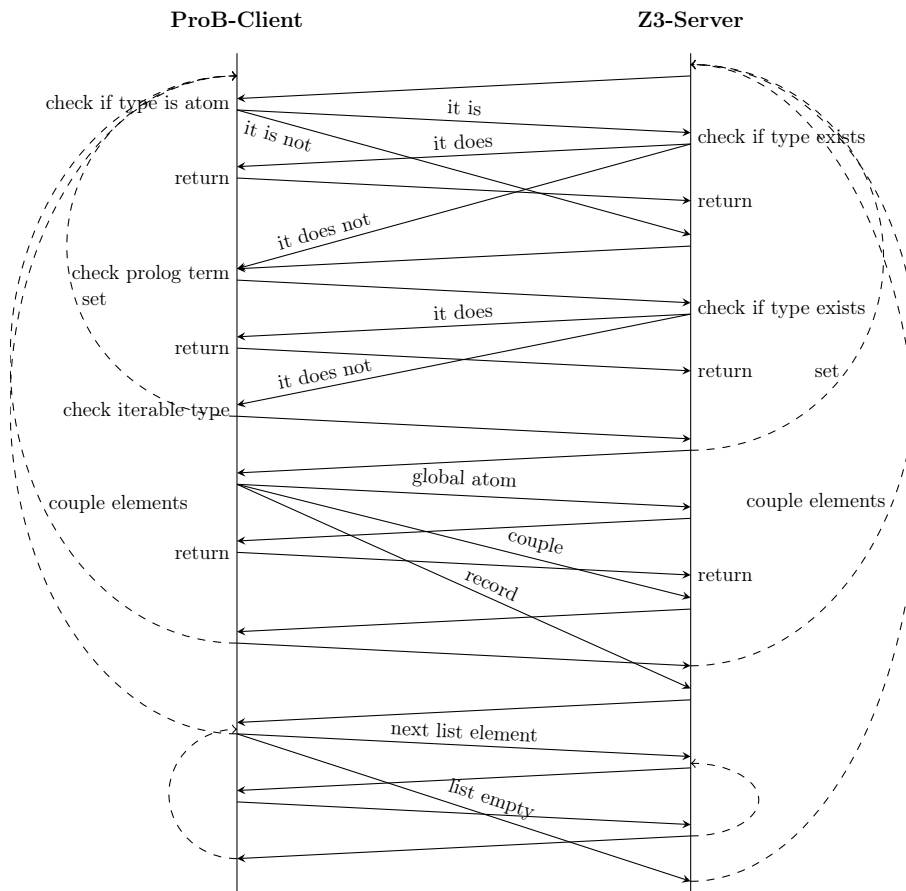 ProB-Client Z3-Server
check if type is atom
it is
it is not
it does
check if type exists
return
return
it does not
check prolog term
set
it does
check if type exists
return
it does not
return
set
check iterable type
global atom
couple elements
couple elements
couple
return
record
return
next list element
list empty